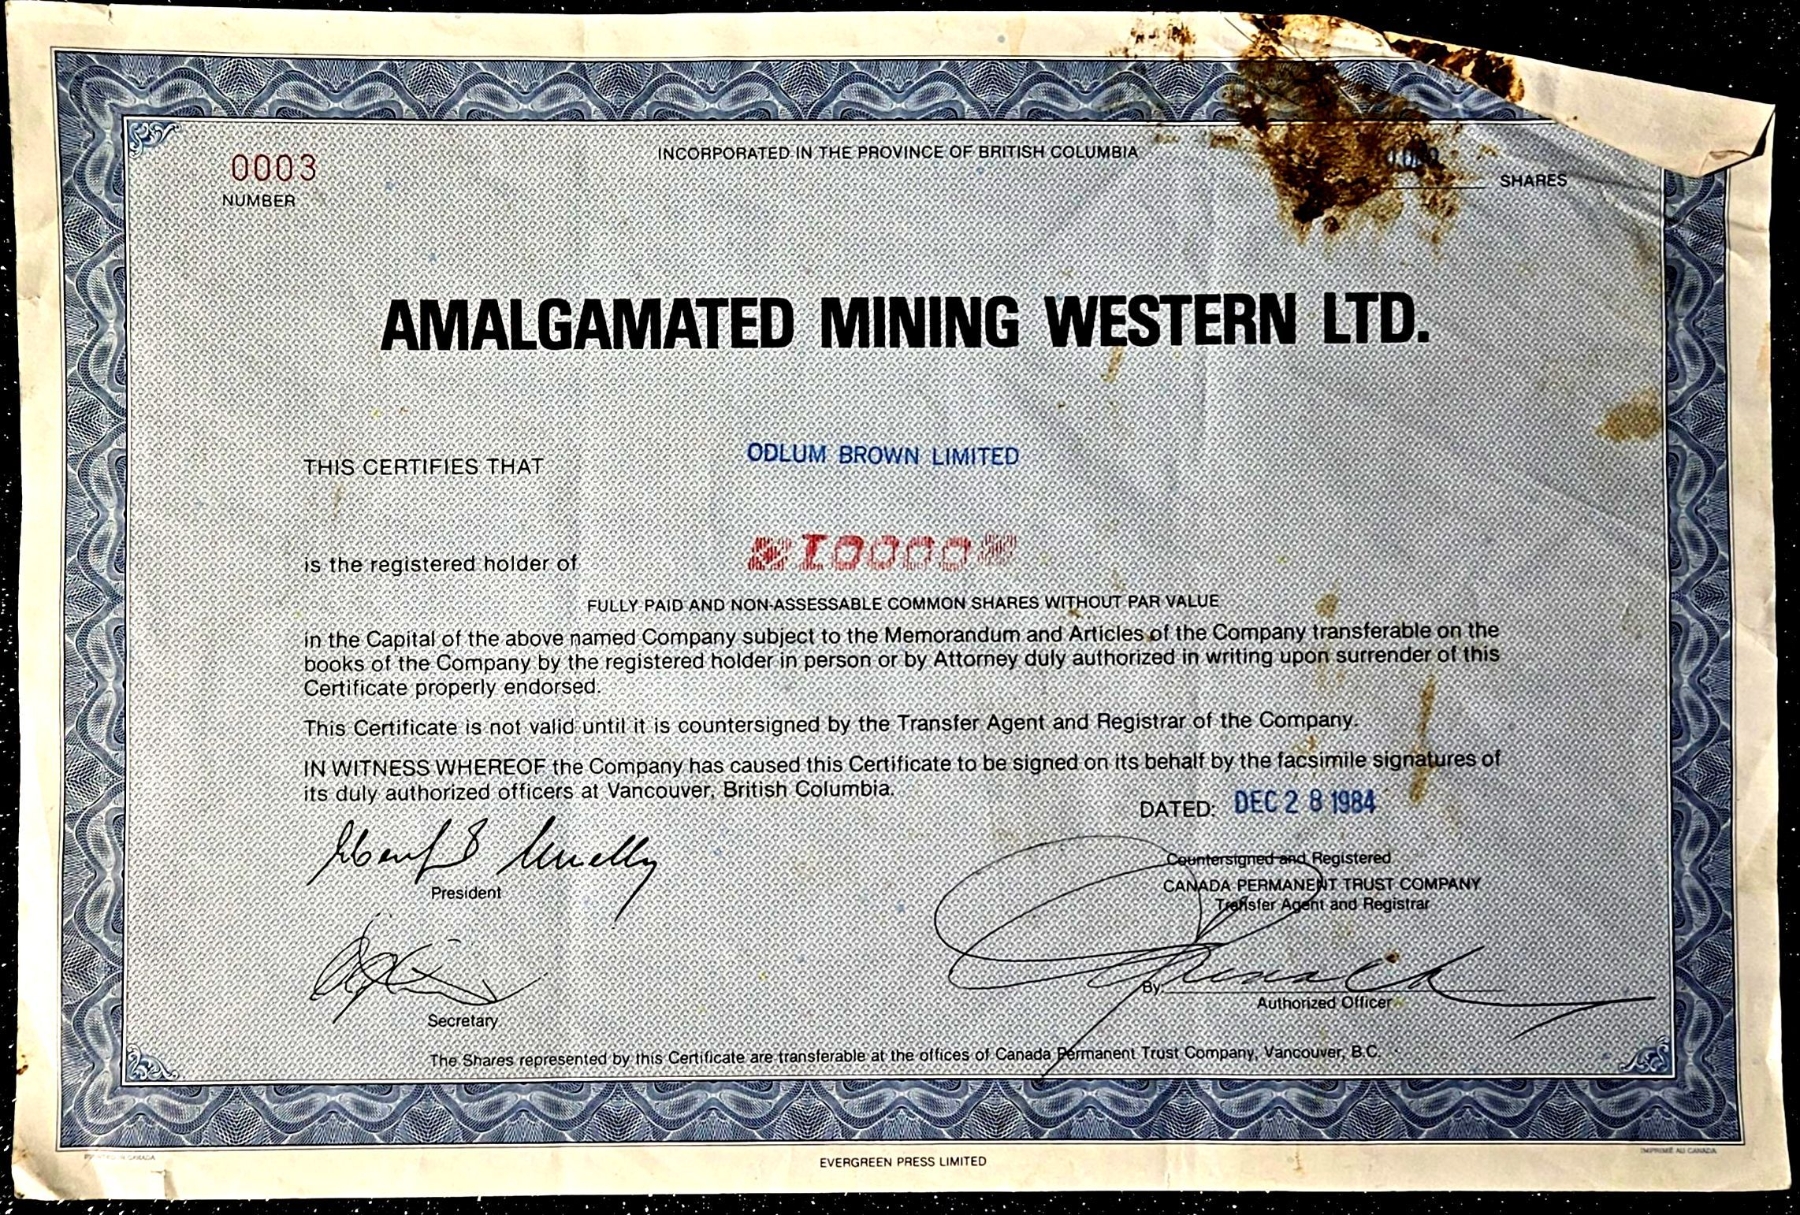 0003
NUMBER
INCORPORATED IN THE PROVINCE OF BRITISH COLUMBIA
SHARES
AMALGAMATED MINING WESTERN LTD.
THIS CERTIFIES THAT
ODLUM BROWN LIMITED
is the registered holder of
10000
FULLY PAID AND NON-ASSESSABLE COMMON SHARES WITHOUT PAR VALUE
in the Capital of the above named Company subject to the Memorandum and Articles of the Company transferable on the
books of the Company by the registered holder in person or by Attorney duly authorized in writing upon surrender of this
Certificate properly endorsed.
This Certificate is not valid until it is countersigned by the Transfer Agent and Registrar of the Company.
IN WITNESS WHEREOF the Company has caused this Certificate to be signed on its behalf by the facsimile signatures of
its duly authorized officers at Vancouver, British Columbia.
DATED: DEC 28 1984
President
Countersigned and Registered
CANADA PERMANENT TRUST COMPANY
Transfer Agent and Registrar
By
Authorized Officer
Secretary
The Shares represented by this Certificate are transferable at the offices of Canada Permanent Trust Company, Vancouver, B.C.
EVERGREEN PRESS LIMITED
IMPRIMÉ AU CANADA